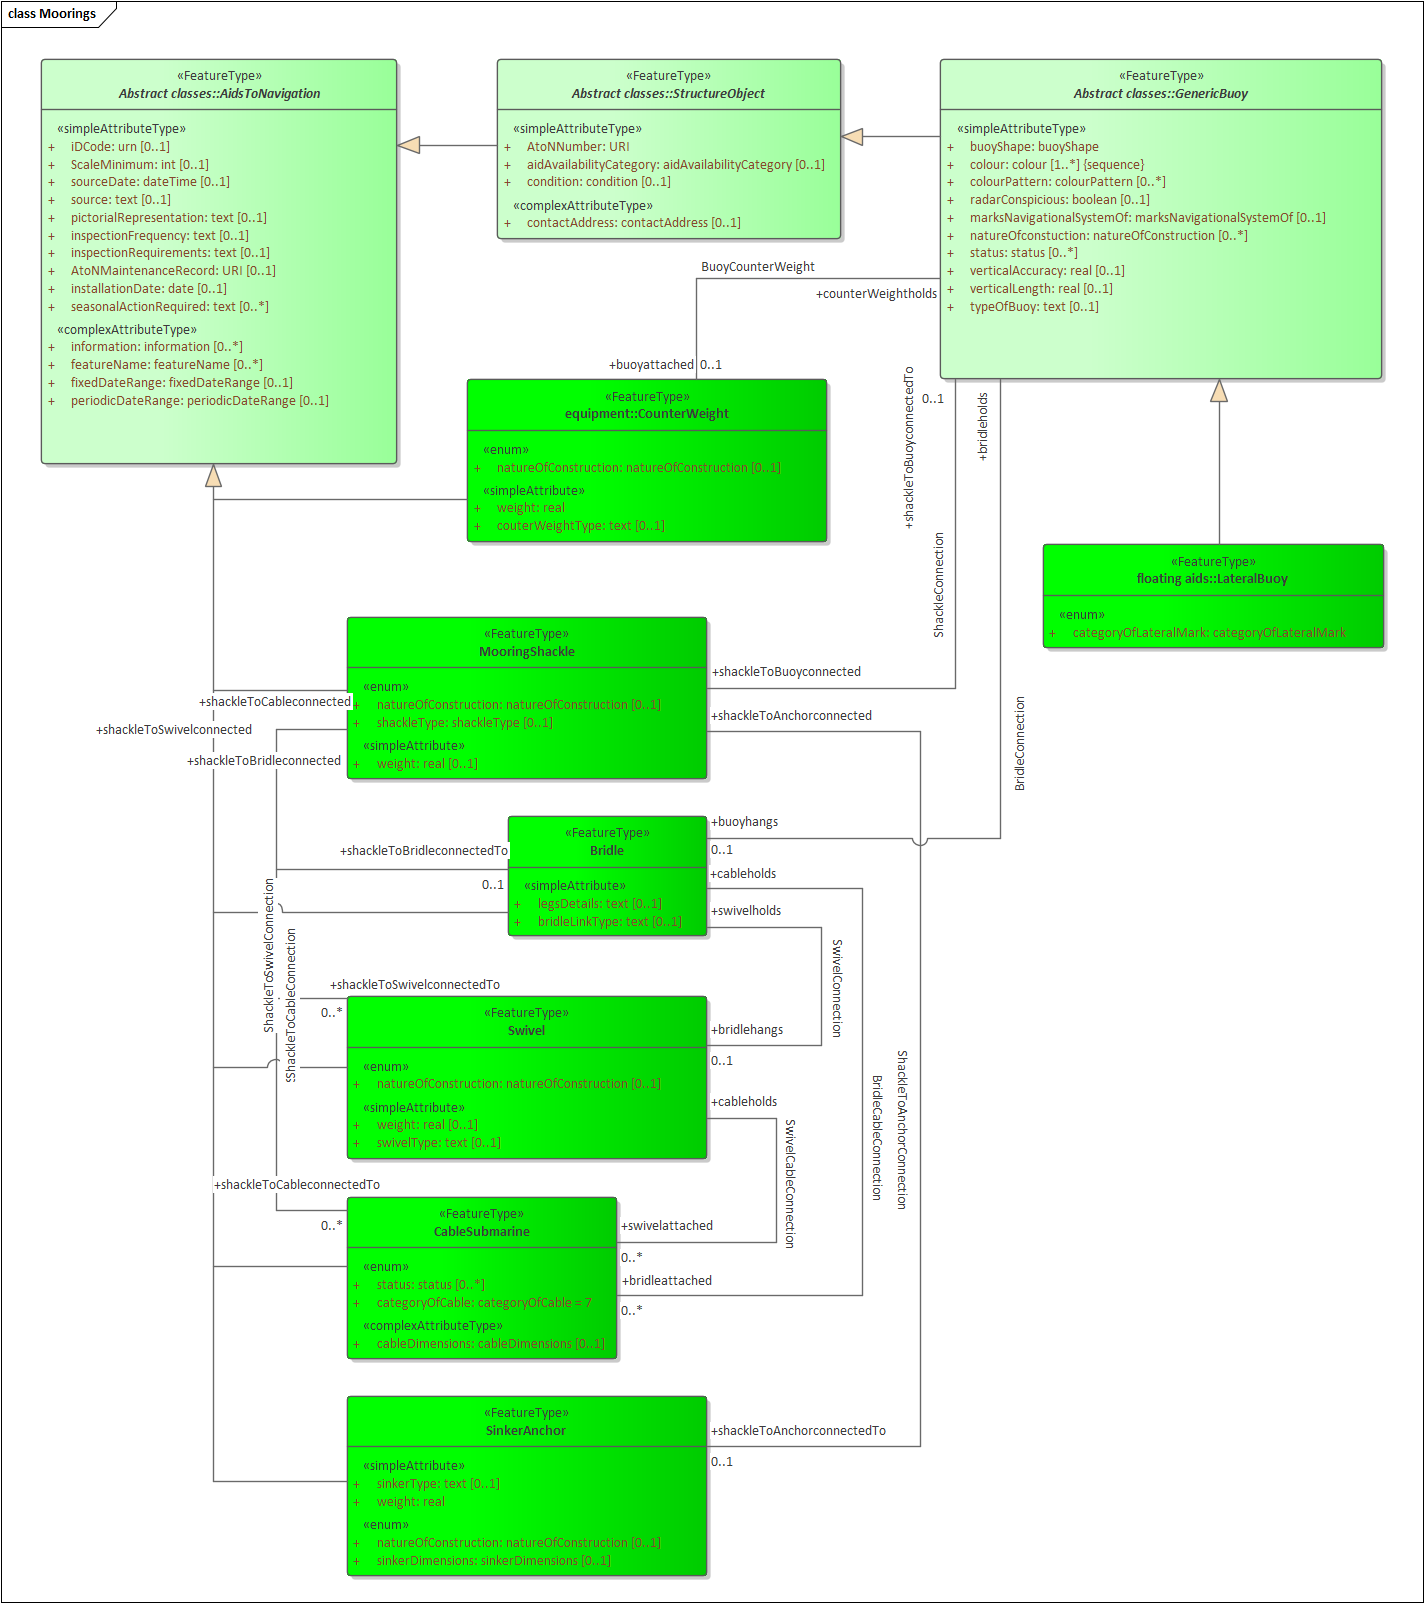 class Moorings
«FeatureType»
Abstract classes::AidsToNavigation
«simpleAttributeType»
+ iDCode: urn [0..1]
+ ScaleMinimum: int [0..1]
+ sourceDate: dateTime [0..1]
+ source: text [0..1]
+ pictorialRepresentation: text [0..1]
+ inspectionFrequency: text [0..1]
+ inspectionRequirements: text [0..1]
+ AtoNMaintenanceRecord: URI [0..1]
+ installationDate: date [0..1]
+ seasonalActionRequired: text [0..*]
«complexAttributeType»
+ information: information [0..*]
+ featureName: featureName [0..*]
+ fixedDateRange: fixedDateRange [0..1]
+ periodicDateRange: periodicDateRange [0..1]
«FeatureType»
Abstract classes::StructureObject
«simpleAttributeType»
+ AtoNNumber: URI
+ aidAvailabilityCategory: aidAvailabilityCategory [0..1]
+ condition: condition [0..1]
«complexAttributeType»
+ contactAddress: contactAddress [0..1]
«FeatureType»
Abstract classes::GenericBuoy
«simpleAttributeType»
+ buoyShape: buoyShape
+ colour: colour [1..*] {sequence}
+ colourPattern: colourPattern [0..*]
+ radarConspicious: boolean [0..1]
+ marksNavigationalSystemOf: marksNavigationalSystemOf [0..1]
+ natureOfconstuction: natureOfConstruction [0..*]
+ status: status [0..*]
+ verticalAccuracy: real [0..1]
+ verticalLength: real [0..1]
+ typeOfBuoy: text [0..1]
BuoyCounterWeight
+counterWeightholds
+buoyattached 0..1
«FeatureType»
equipment::CounterWeight
«enum»
+ natureOfConstruction: natureOfConstruction [0..1]
«simpleAttribute»
+ weight: real
+ couterWeightType: text [0..1]
+shackleToBuoyconnectedTo
0..1
+bridleholds
ShackleConnection
BridleConnection
«FeatureType»
floating aids::LateralBuoy
«enum»
+ categoryOfLateralMark: categoryOfLateralMark
«FeatureType»
MooringShackle
«enum»
+ natureOfConstruction: natureOfConstruction [0..1]
+ shackleType: shackleType [0..1]
«simpleAttribute»
+ weight: real [0..1]
+shackleToBuoyconnected
+shackleToAnchorconnected
+shackleToCableconnected
+shackleToSwivelconnected
+shackleToBridleconnected
«FeatureType»
Bridle
«simpleAttribute»
+ legsDetails: text [0..1]
+ bridleLinkType: text [0..1]
+buoyhangs
0..1
+cableholds
+swivelholds
+shackleToBridleconnectedTo
0..1
ShackleToSwivelConnection
sShackleToCableConnection
SwivelConnection
+shackleToSwivelconnectedTo
0..*
«FeatureType»
Swivel
«enum»
+ natureOfConstruction: natureOfConstruction [0..1]
«simpleAttribute»
+ weight: real [0..1]
+ swivelType: text [0..1]
+bridlehangs
0..1
+cableholds
SwivelCableConnection
BridleCableConnection
ShackleToAnchorConnection
+shackleToCableconnectedTo
0..*
«FeatureType»
CableSubmarine
«enum»
+ status: status [0..*]
+ categoryOfCable: categoryOfCable = 7
«complexAttributeType»
+ cableDimensions: cableDimensions [0..1]
+swivelattached
0..*
+bridleattached
0..*
«FeatureType»
SinkerAnchor
«simpleAttribute»
+ sinkerType: text [0..1]
+ weight: real
«enum»
+ natureOfConstruction: natureOfConstruction [0..1]
+ sinkerDimensions: sinkerDimensions [0..1]
+shackleToAnchorconnectedTo
0..1